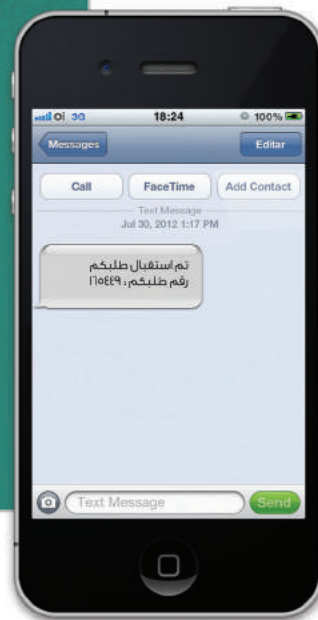 Oi 3G 18:24 100%
Messages Editar
Call FaceTime Add Contact
Text Message
Jul 30, 2012 1:17 PM
تم استقبال طلبكم
رقم طلبكم : ١٦٥٤٤٩
Text Message Send